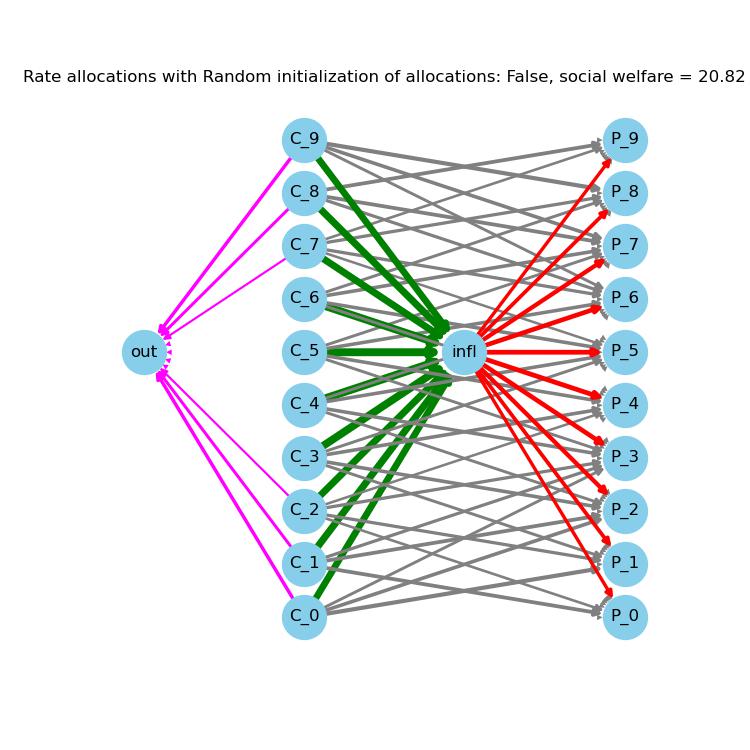 Rate allocations with Random initialization of allocations: False, social welfare = 20.82
C_9
P_9
C_8
P_8
C_7
P_7
C_6
P_6
out
C_5
infl
P_5
C_4
P_4
C_3
P_3
C_2
P_2
C_1
P_1
C_0
P_0